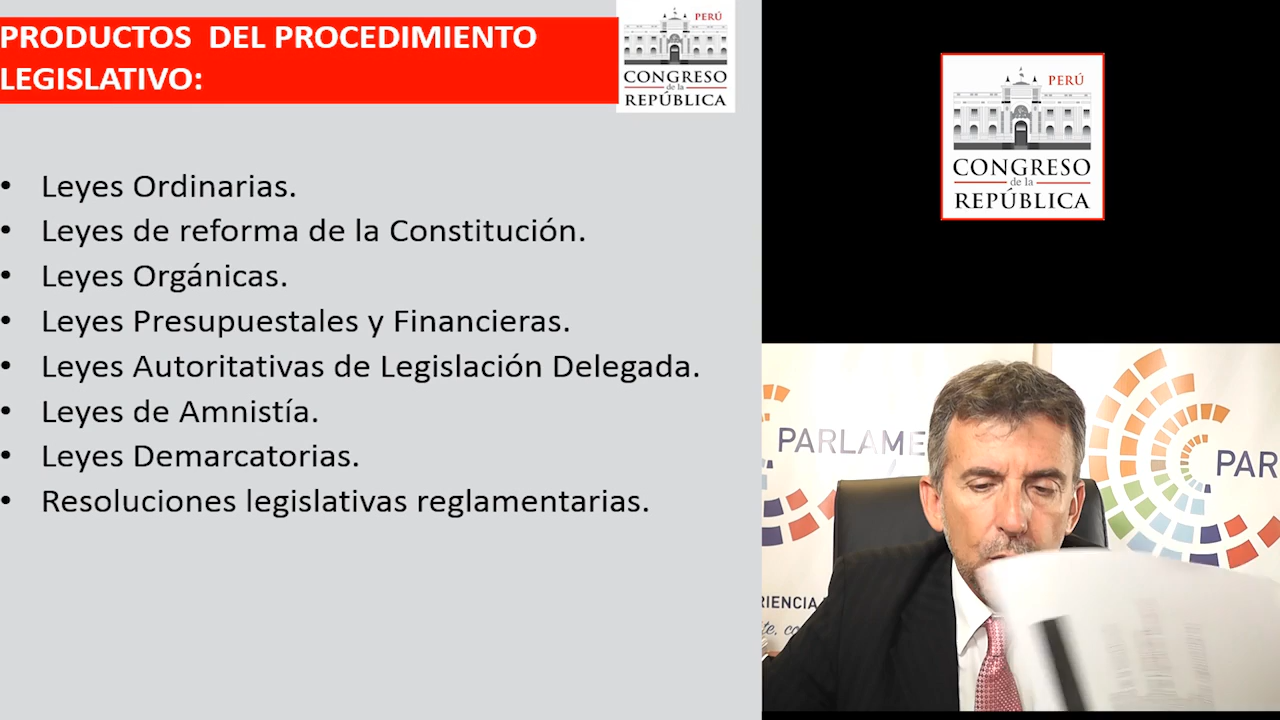 PRODUCTOS DEL PROCEDIMIENTO
LEGISLATIVO:
PERÚ
CONGRESO
de la
REPÚBLICA
• Leyes Ordinarias.
• Leyes de reforma de la Constitución.
• Leyes Orgánicas.
• Leyes Presupuestales y Financieras.
• Leyes Autoritativas de Legislación Delegada.
• Leyes de Amnistía.
• Leyes Demarcatorias.
• Resoluciones legislativas reglamentarias.
PERÚ
CONGRESO
de la
REPÚBLICA
PARLAME
PAR
RIENCIA